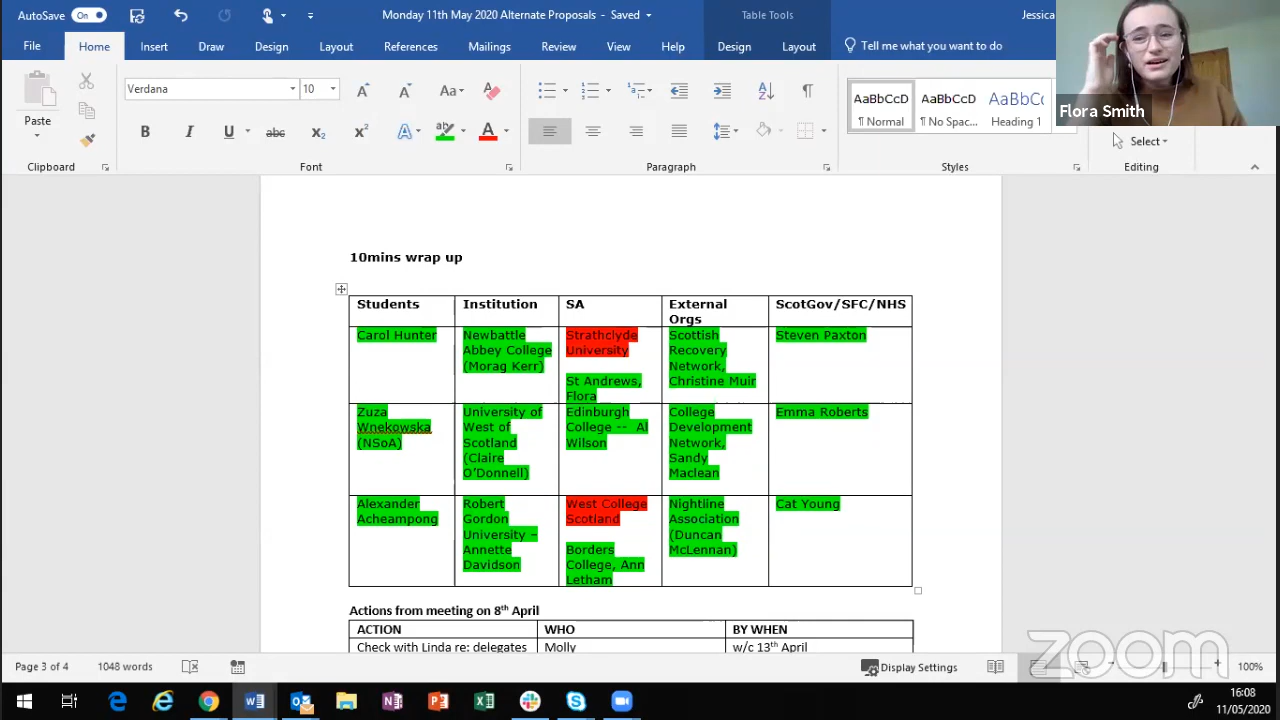 AutoSave On Monday 11th May 2020 Alternate Proposals - Saved Table Tools Jessica
File Home Insert Draw Design Layout References Mailings Review View Help Design Layout Tell me what you want to do
Flora Smith
Verdana 10 Aa
Paste
B I U abc x₂ x² A A
AaBbCcD AaBbCcD AaBbCc
¶ Normal ¶ No Spac... Heading 1
Select
Clipboard Font Paragraph Styles Editing
10mins wrap up
Students Institution SA External Orgs ScotGov/SFC/NHS
Carol Hunter
Newbattle
Abbey College
(Morag Kerr)
Strathclyde
University
St Andrews,
Flora
Scottish
Recovery
Network,
Christine Muir
Steven Paxton
Zuza
Wnekowska
(NSoA)
University of
West of
Scotland
(Claire
O'Donnell)
Edinburgh
College -- Al
Wilson
College
Development
Network,
Sandy
Maclean
Emma Roberts
Alexander
Acheampong
Robert
Gordon
University –
Annette
Davidson
West College
Scotland
Borders
College, Ann
Letham
Nightline
Association
(Duncan
McLennan)
Cat Young
Actions from meeting on 8th April
ACTION WHO BY WHEN
Check with Linda re: delegates Molly w/c 13th April
zoom
Page 3 of 4 1048 words Display Settings 100%
16:08
11/05/2020